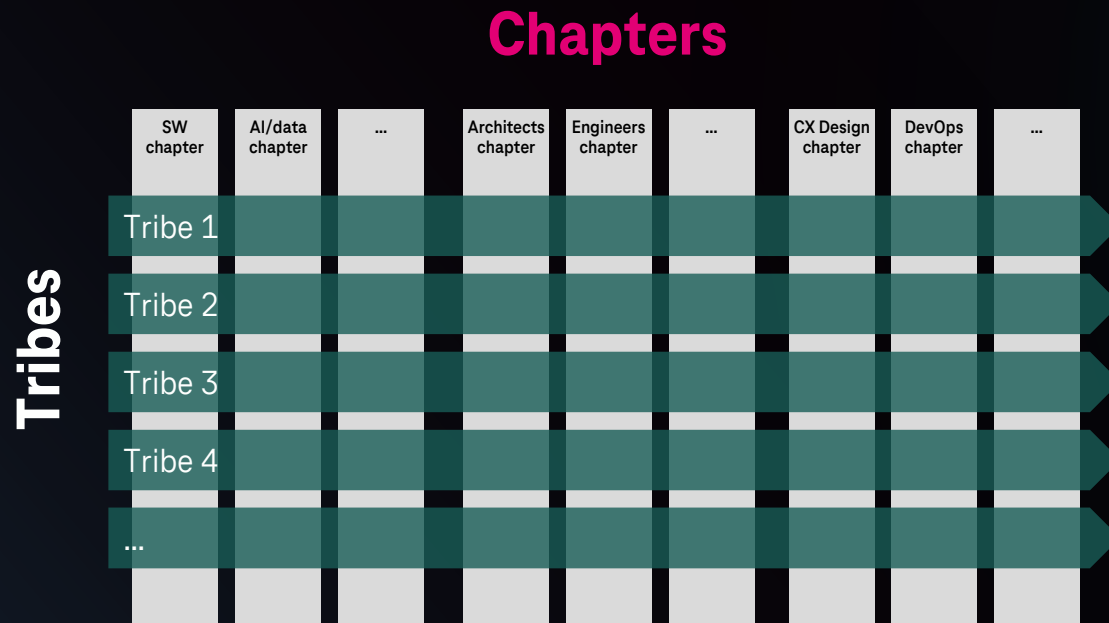 Chapters
SW
chapter
AI/data
chapter
...
Architects
chapter
Engineers
chapter
...
CX Design
chapter
DevOps
chapter
...
Tribes
Tribe 1
Tribe 2
Tribe 3
Tribe 4
...